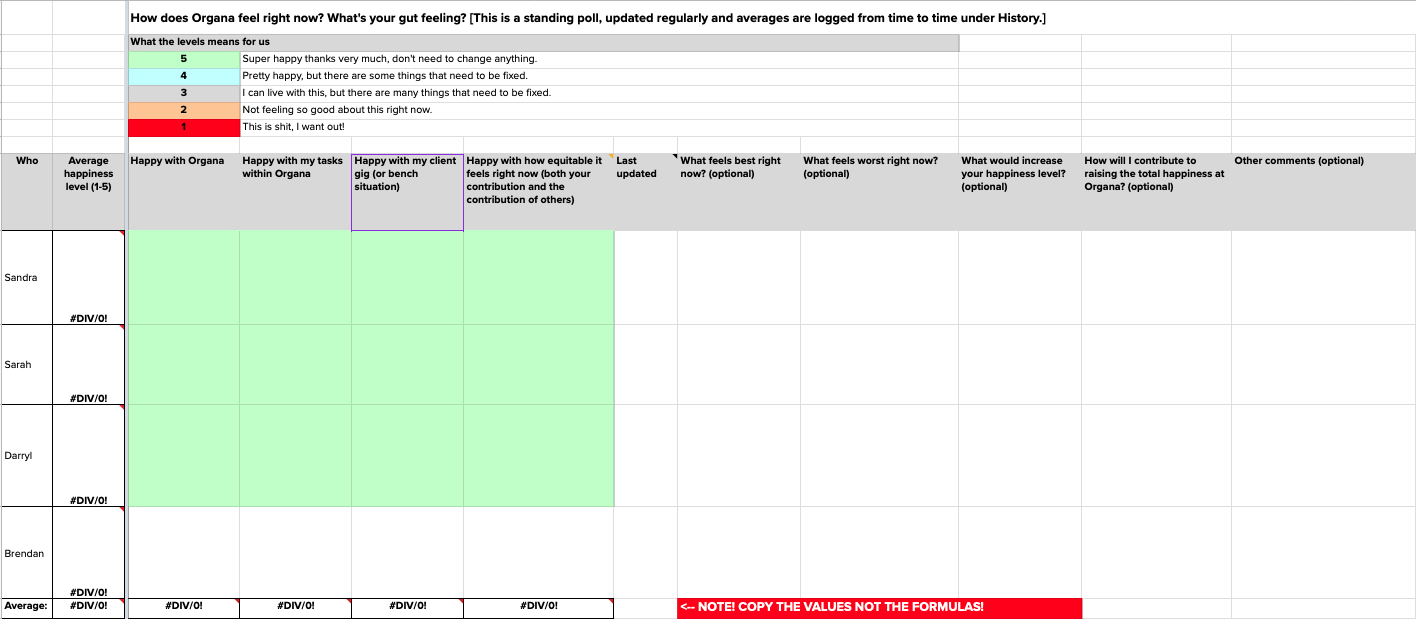 How does Organa feel right now? What's your gut feeling? [This is a standing poll, updated regularly and averages are logged from time to time under History.]
What the levels means for us
5 Super happy thanks very much, don't need to change anything.
4 Pretty happy, but there are some things that need to be fixed.
3 I can live with this, but there are many things that need to be fixed.
2 Not feeling so good about this right now.
1 This is shit, I want out!
Who
Average
happiness
level (1-5)
Happy with Organa
Happy with my tasks
within Organa
Happy with my client
gig (or bench
situation)
Happy with how equitable it
feels right now (both your
contribution and the
contribution of others)
Last
updated
What feels best right
now? (optional)
What feels worst right now?
(optional)
What would increase
your happiness level?
(optional)
How will I contribute to
raising the total happiness at
Organa? (optional)
Other comments (optional)
Sandra
#DIV/0!
Sarah
#DIV/0!
Darryl
#DIV/0!
Brendan
#DIV/0!
Average: #DIV/0! #DIV/0! #DIV/0! #DIV/0! #DIV/0! <-- NOTE! COPY THE VALUES NOT THE FORMULAS!